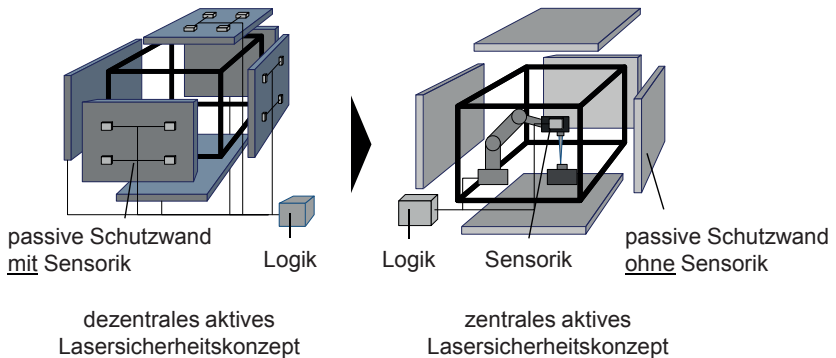 passive Schutzwand
mit Sensorik
Logik
Logik
Sensorik
passive Schutzwand
ohne Sensorik
dezentrales aktives
Lasersicherheitskonzept
zentrales aktives
Lasersicherheitskonzept